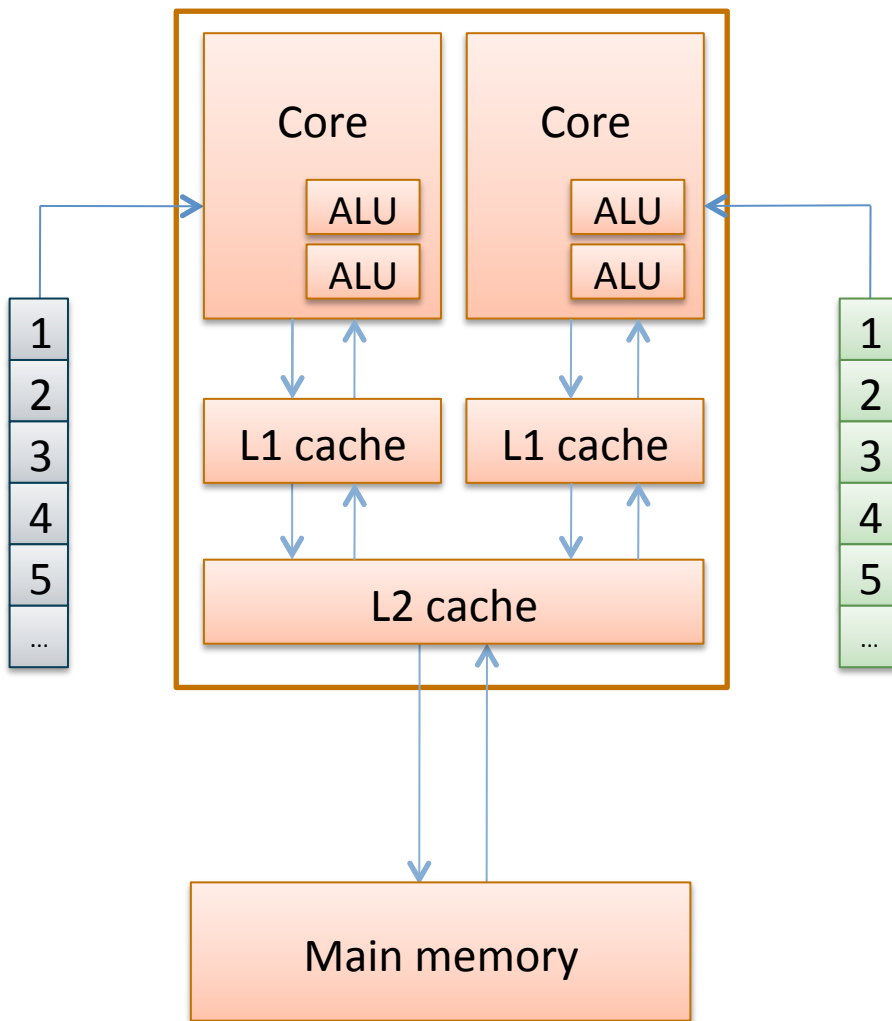 Core
Core
ALU
ALU
ALU
ALU
1
2
3
4
5
...
1
2
3
4
5
...
L1 cache
L1 cache
L2 cache
Main memory